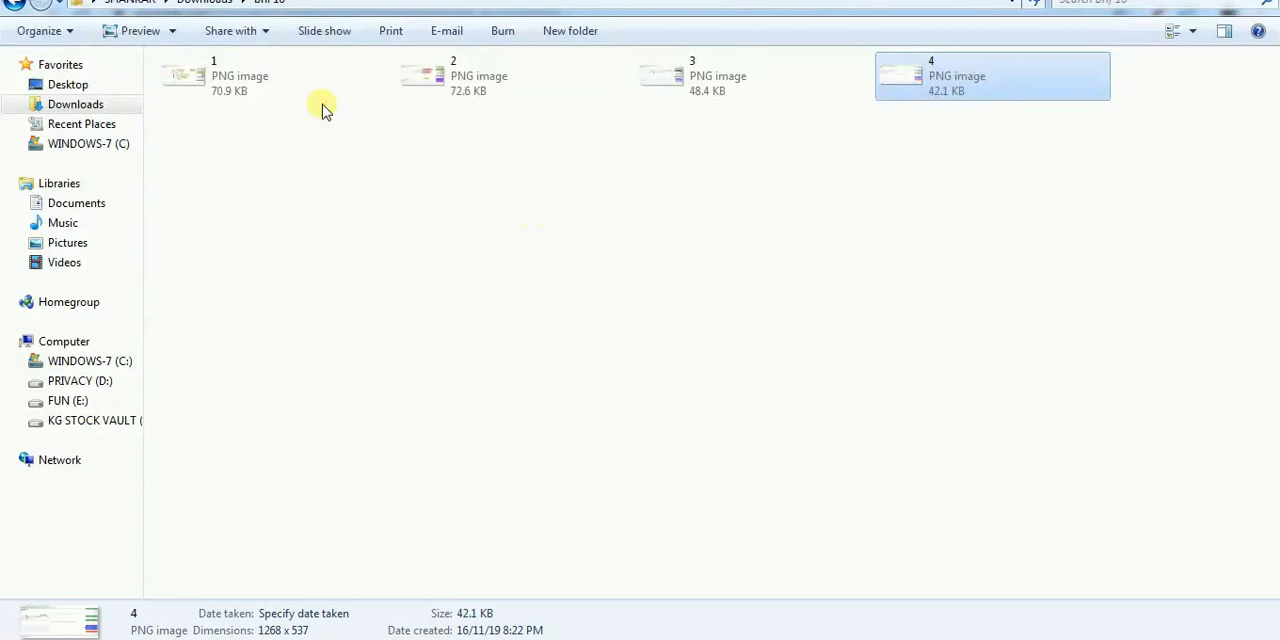 SHANKAR Downloads
Organize Preview Share with Slide show Print E-mail Burn New folder
Favorites
Desktop
Downloads
Recent Places
WINDOWS-7 (C)
Libraries
Documents
Music
Pictures
Videos
Homegroup
Computer
WINDOWS-7 (C:)
PRIVACY (D:)
FUN (E:)
KG STOCK VAULT (
Network
1
PNG image
70.9 KB
2
PNG image
72.6 KB
3
PNG image
48.4 KB
4
PNG image
42.1 KB
4 Date taken: Specify date taken Size: 42.1 KB
PNG image Dimensions: 1268 x 537 Date created: 16/11/19 8:22 PM